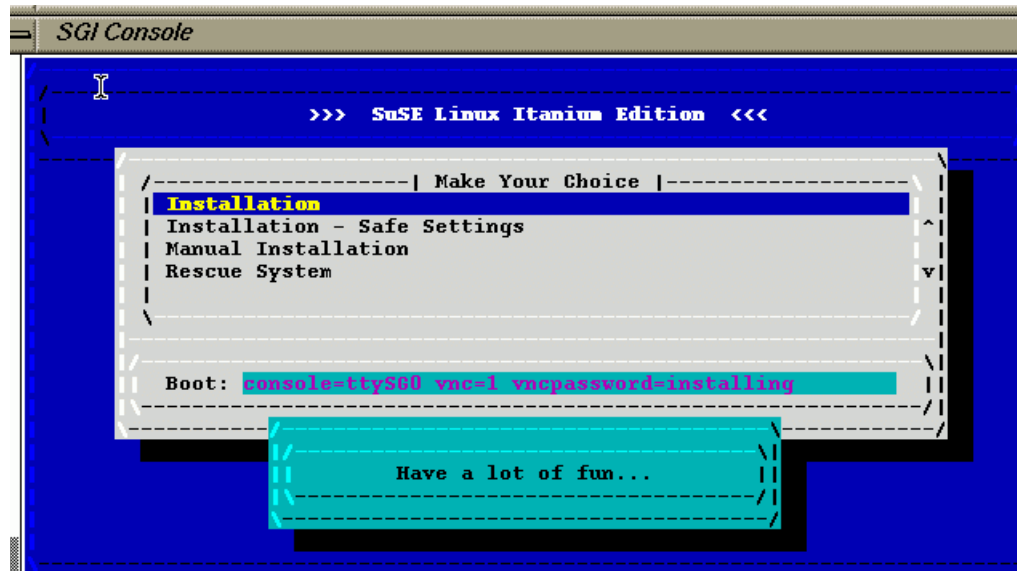 SGI Console
>>> SuSE Linux Itanium Edition <<<
Make Your Choice
Installation
Installation - Safe Settings
Manual Installation
Rescue System
Boot: console=ttySG0 vnc=1 vncpassword=installing
Have a lot of fun...